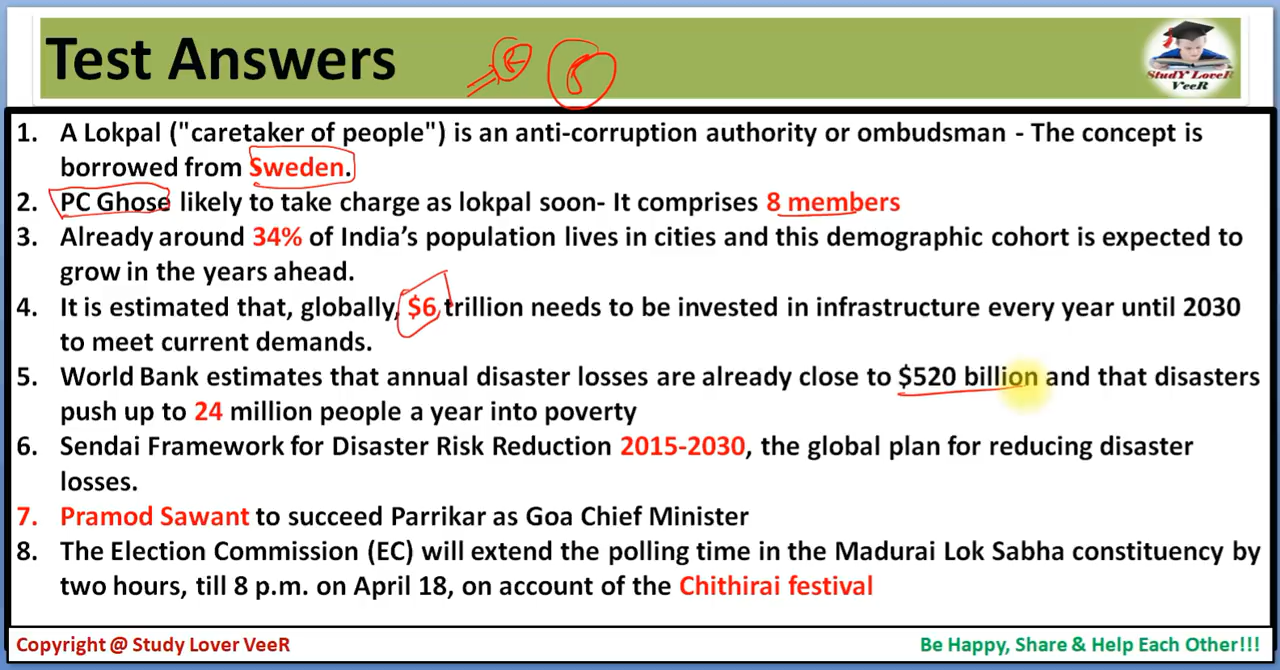 Test Answers
R 8
StudY LoveR
VeeR
1. A Lokpal ("caretaker of people") is an anti-corruption authority or ombudsman - The concept is
borrowed from Sweden.
2. PC Ghose likely to take charge as lokpal soon- It comprises 8 members
3. Already around 34% of India's population lives in cities and this demographic cohort is expected to
grow in the years ahead.
4. It is estimated that, globally, $6 trillion needs to be invested in infrastructure every year until 2030
to meet current demands.
5. World Bank estimates that annual disaster losses are already close to $520 billion and that disasters
push up to 24 million people a year into poverty
6. Sendai Framework for Disaster Risk Reduction 2015-2030, the global plan for reducing disaster
losses.
7. Pramod Sawant to succeed Parrikar as Goa Chief Minister
8. The Election Commission (EC) will extend the polling time in the Madurai Lok Sabha constituency by
two hours, till 8 p.m. on April 18, on account of the Chithirai festival
Copyright @ Study Lover VeeR
Be Happy, Share & Help Each Other!!!